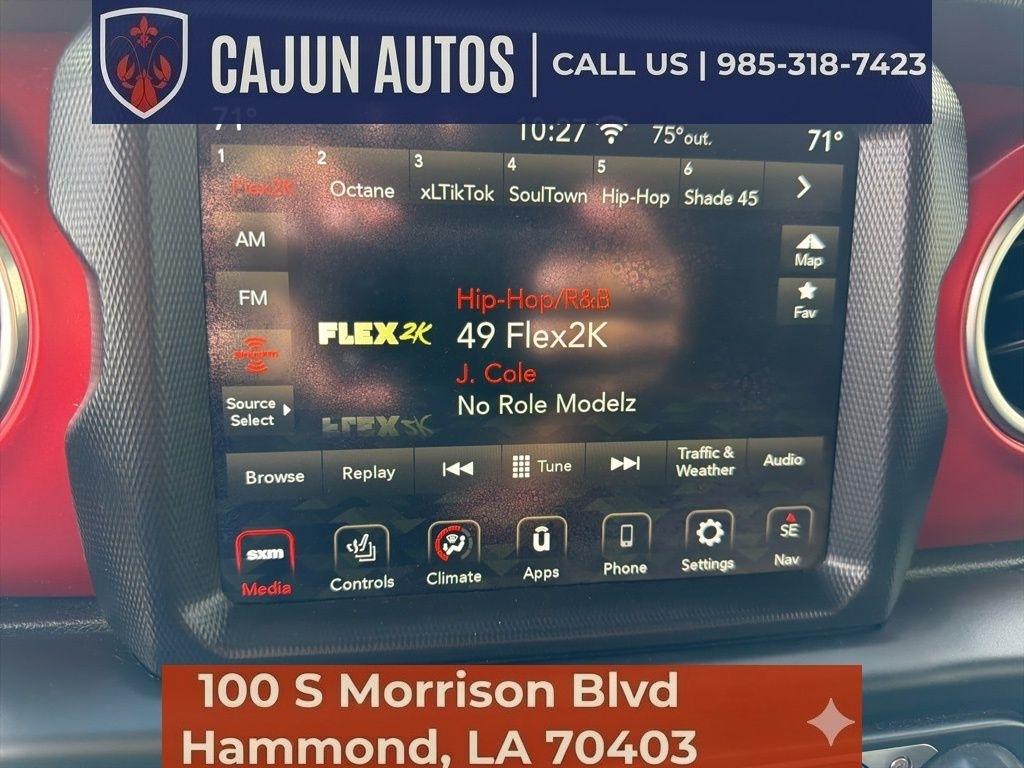 CAJUN AUTOS | CALL US | 985-318-7423
71°
10:27
75°out.
71°
1 Flex2K
2 Octane
3 xLTikTok
4 SoulTown
5 Hip-Hop
6 Shade 45
AM
Map
FM
Fav
Hip-Hop/R&B
FLEX2K
49 Flex2K
siriusxm
J. Cole
No Role Modelz
Source
Select
FLEX2K
Browse
Replay
Tune
Traffic &
Weather
Audio
sxm
Media
Controls
Climate
û
Apps
Phone
Settings
SE
Nav
100 S Morrison Blvd
Hammond, LA 70403